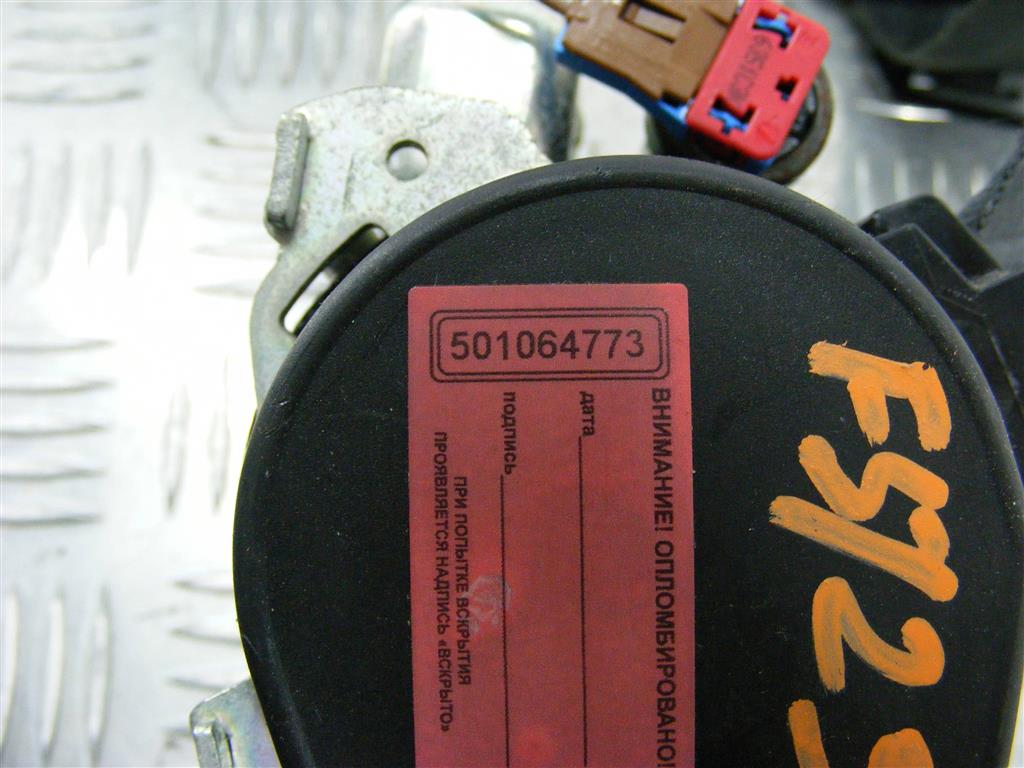 501064773
ВНИМАНИЕ! ОПЛОМБИРОВАНО!
дата
подпись
ПРИ ПОПЫТКЕ ВСКРЫТИЯ
ПРОЯВЛЯЕТСЯ НАДПИСЬ «ВСКРЫТО»